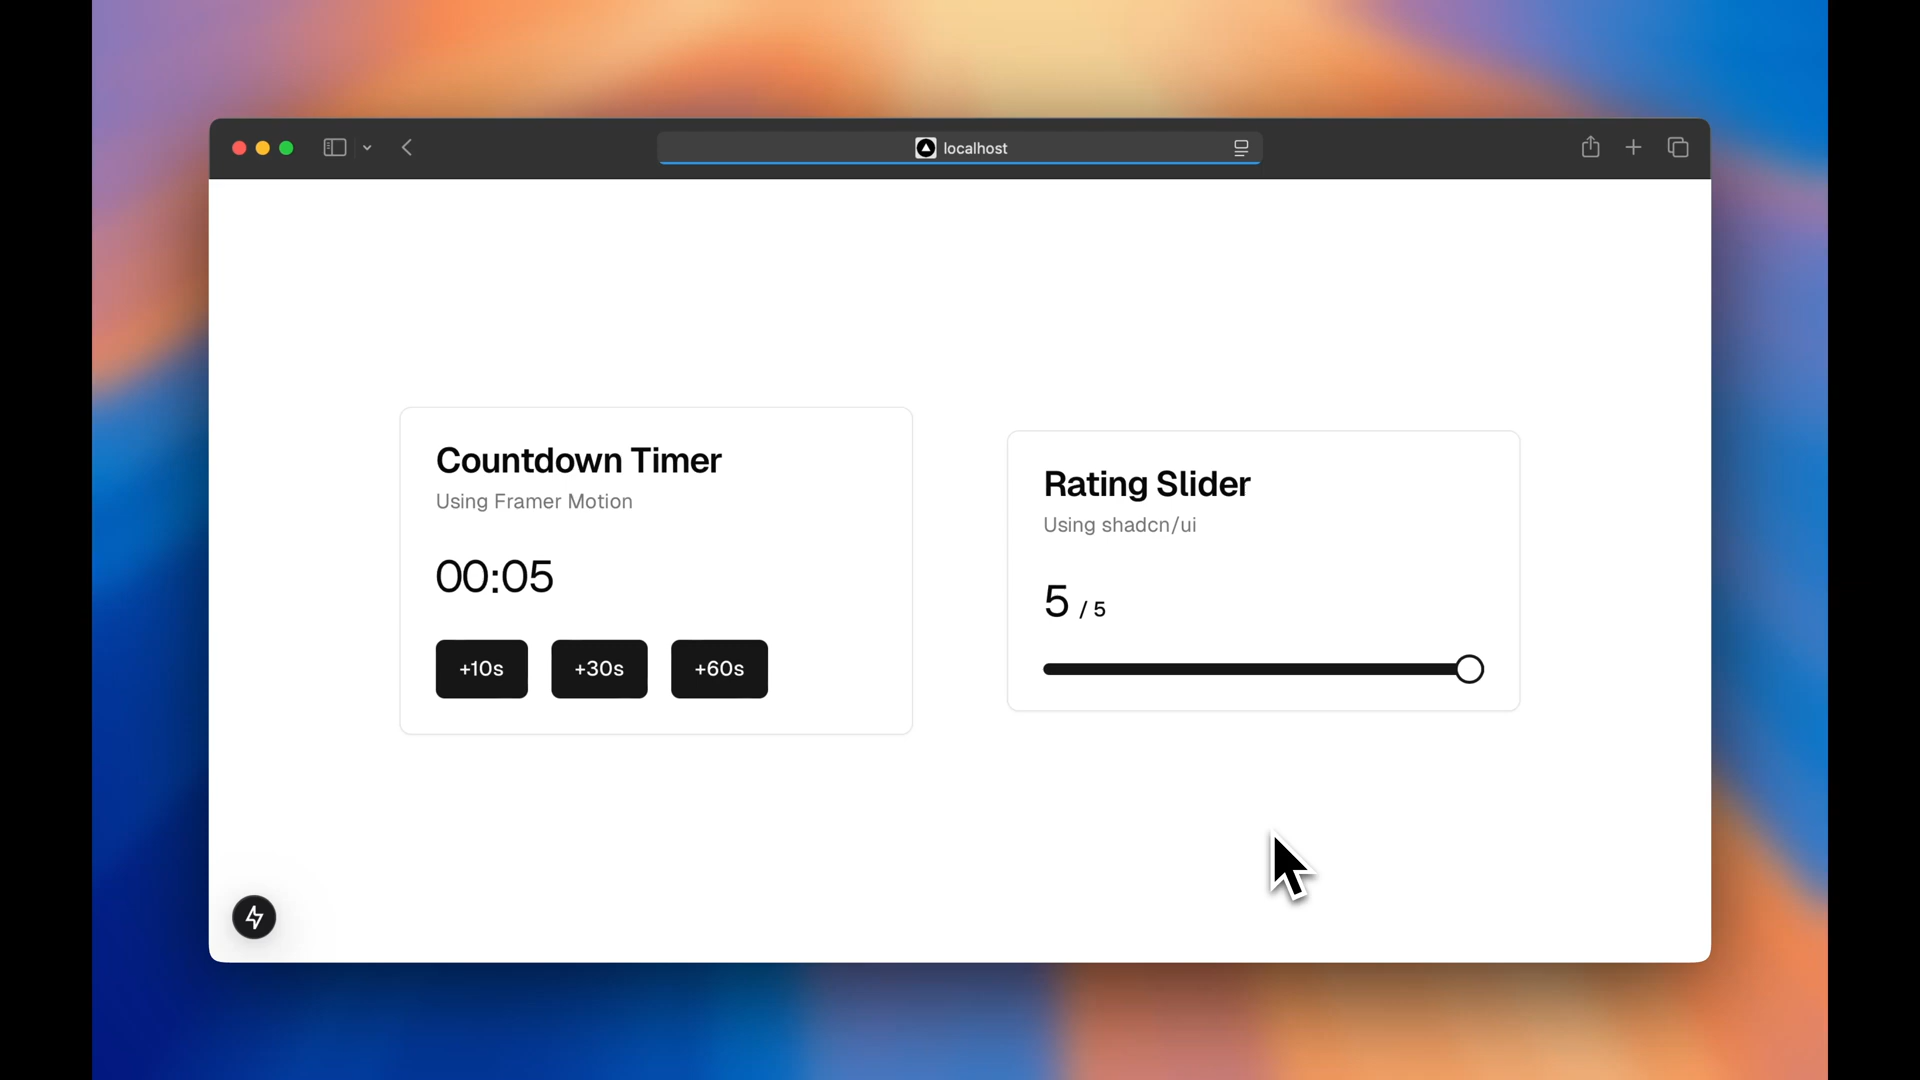 localhost
Countdown Timer
Using Framer Motion
00:05
+10s +30s +60s
Rating Slider
Using shadcn/ui
5 / 5